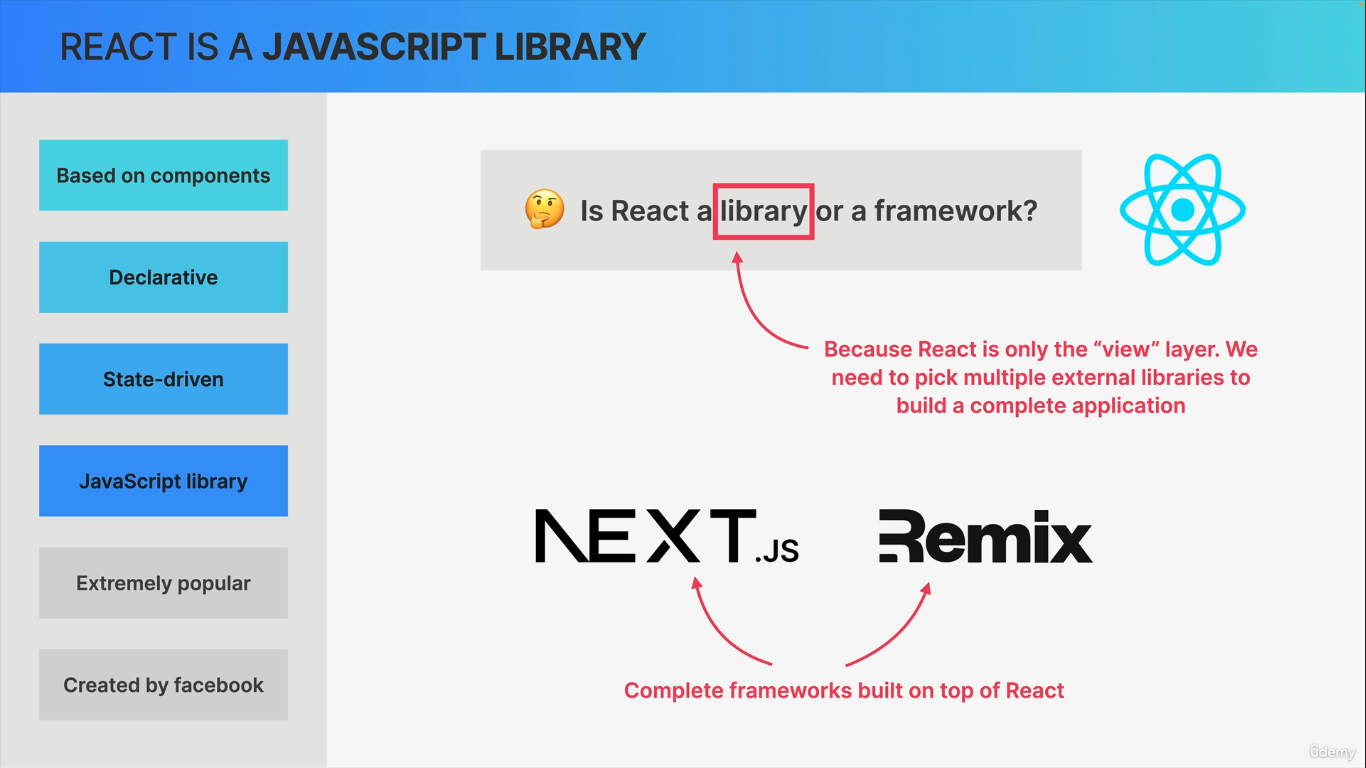 REACT IS A JAVASCRIPT LIBRARY
Based on components
Declarative
State-driven
JavaScript library
Extremely popular
Created by facebook
Is React a library or a framework?
Because React is only the “view” layer. We
need to pick multiple external libraries to
build a complete application
NEXT.JS
Remix
Complete frameworks built on top of React
ûdemy